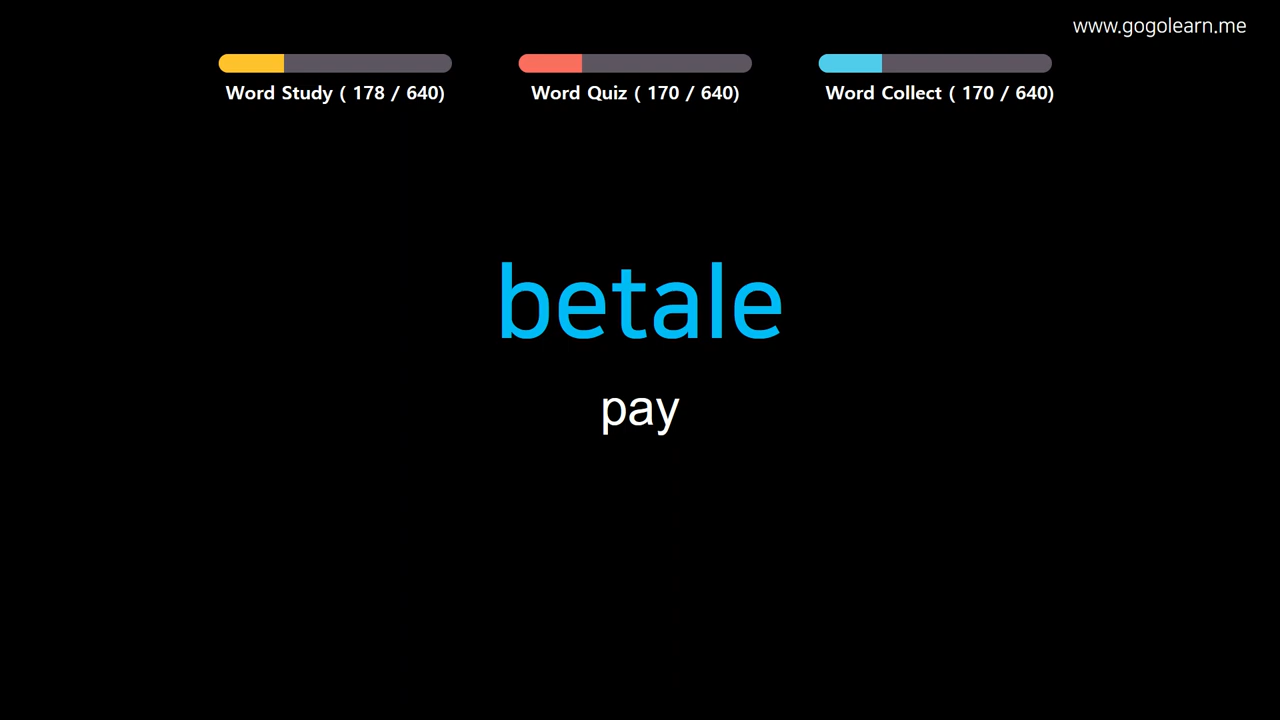 www.gogolearn.me
Word Study ( 178 / 640)
Word Quiz ( 170 / 640)
Word Collect ( 170 / 640)
betale
pay